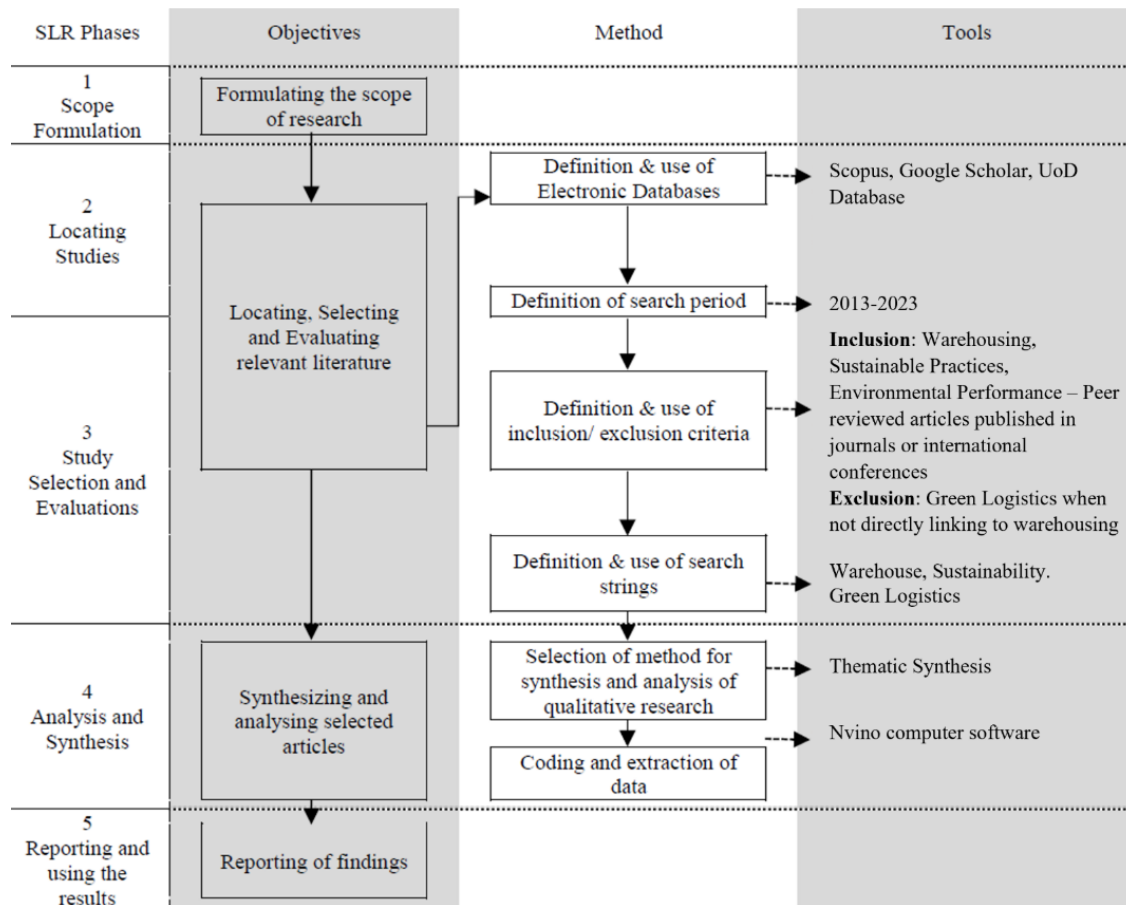 SLR Phases
Objectives
Method
Tools
1
Scope
Formulation
Formulating the scope
of research
2
Locating
Studies
Locating, Selecting
and Evaluating
relevant literature
Definition & use of
Electronic Databases
Scopus, Google Scholar, UoD
Database
Definition of search period
2013-2023
3
Study
Selection and
Evaluations
Definition & use of
inclusion/ exclusion criteria
Inclusion: Warehousing,
Sustainable Practices,
Environmental Performance – Peer
reviewed articles published in
journals or international
conferences
Exclusion: Green Logistics when
not directly linking to warehousing
Definition & use of search
strings
Warehouse, Sustainability.
Green Logistics
4
Analysis and
Synthesis
Synthesizing and
analysing selected
articles
Selection of method for
synthesis and analysis of
qualitative research
Thematic Synthesis
Coding and extraction of
data
Nvino computer software
5
Reporting and
using the
results
Reporting of findings